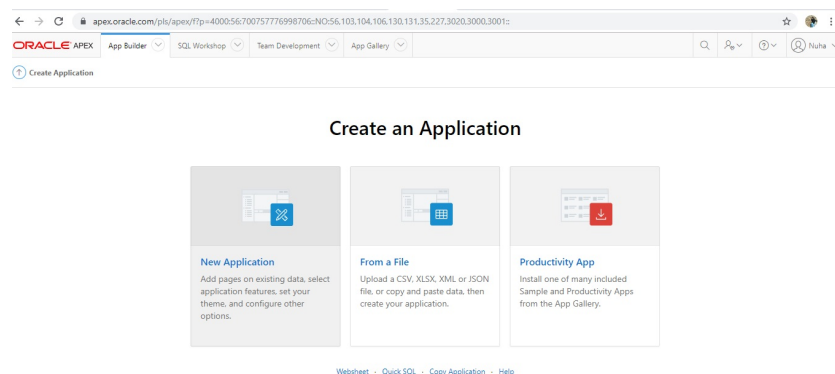 apex.oracle.com/pls/apex/f?p=4000:56:700757776998706::NO:56,103,104,106,130,131,35,227,3020,3000,3001::
ORACLE APEX App Builder SQL Workshop Team Development App Gallery Nuha
Create Application
Create an Application
New Application
Add pages on existing data, select
application features, set your
theme, and configure other
options.
From a File
Upload a CSV, XLSX, XML or JSON
file, or copy and paste data, then
create your application.
Productivity App
Install one of many included
Sample and Productivity Apps
from the App Gallery.
Websheet · Quick SQL · Copy Application · Help